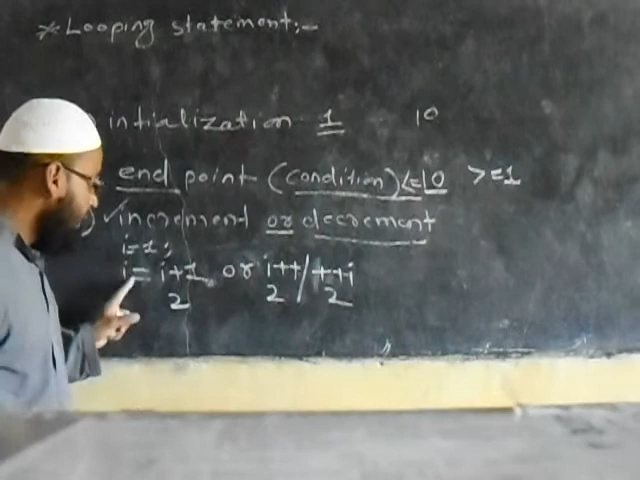 * Looping statement:-
) intialization 1 10
end point (condition) <=10 >=1
) ✓ increment or decrement
i=1;
i= i+1 or i++/++i
2 2 2